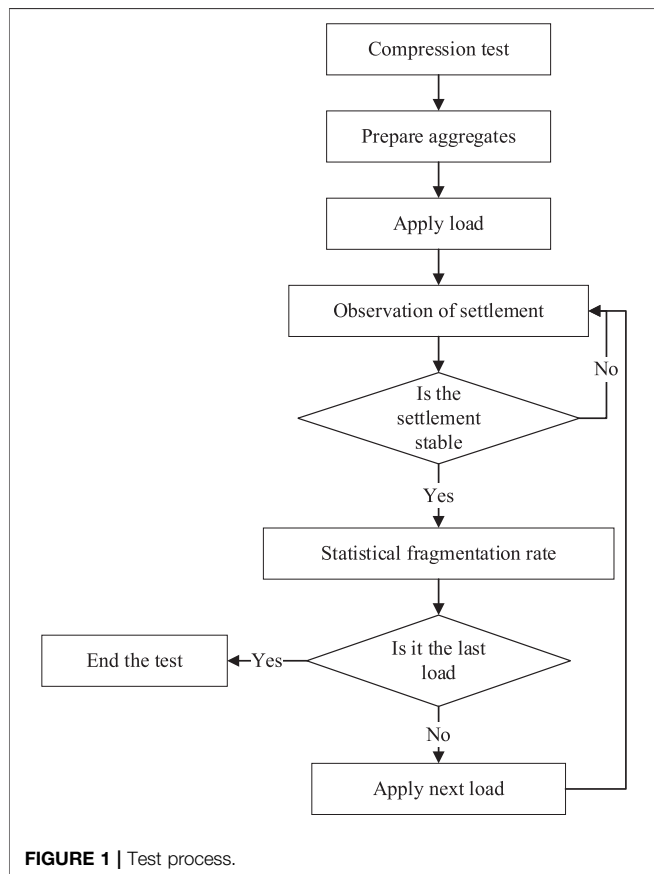 Compression test
Prepare aggregates
Apply load
Observation of settlement
No
Is the
settlement
stable
Yes
Statistical fragmentation rate
Is it the last
load
Yes
End the test
No
Apply next load
FIGURE 1 | Test process.